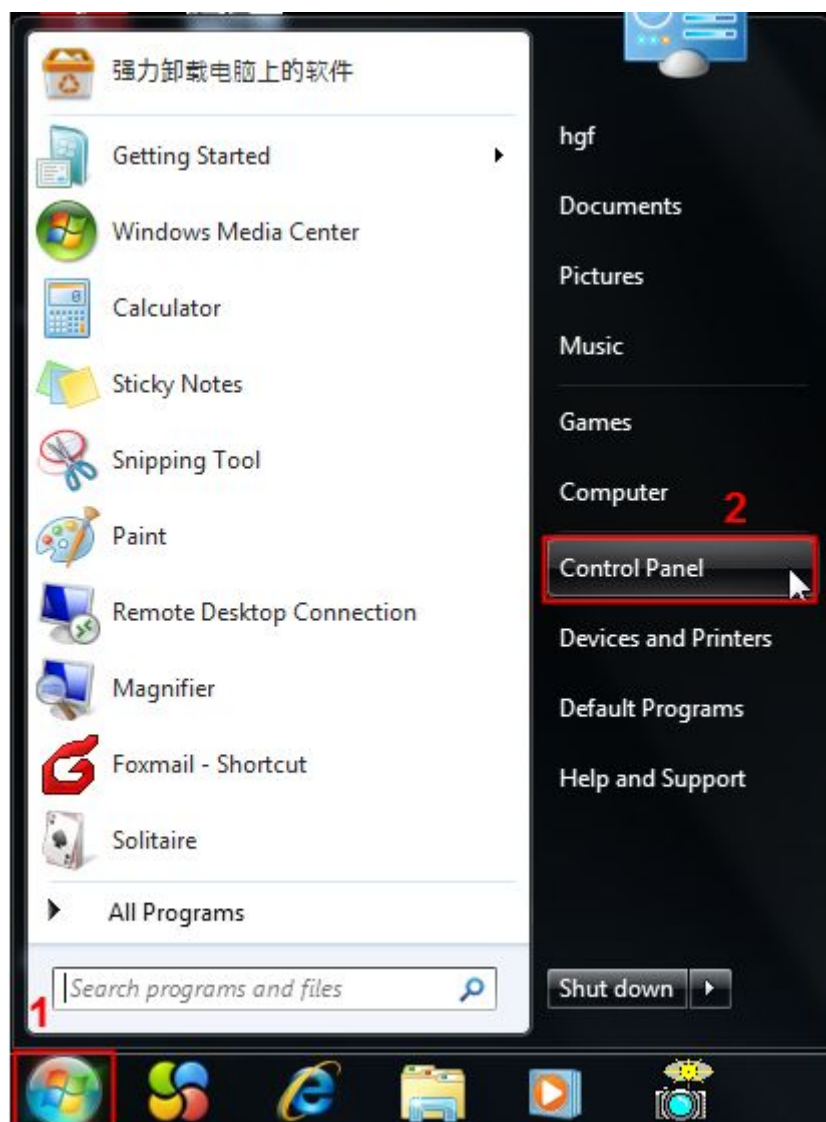 强力卸载电脑上的软件
Getting Started
Windows Media Center
Calculator
Sticky Notes
Snipping Tool
Paint
Remote Desktop Connection
Magnifier
Foxmail - Shortcut
Solitaire
All Programs
Search programs and files
1
hgf
Documents
Pictures
Music
Games
Computer
2
Control Panel
Devices and Printers
Default Programs
Help and Support
Shut down